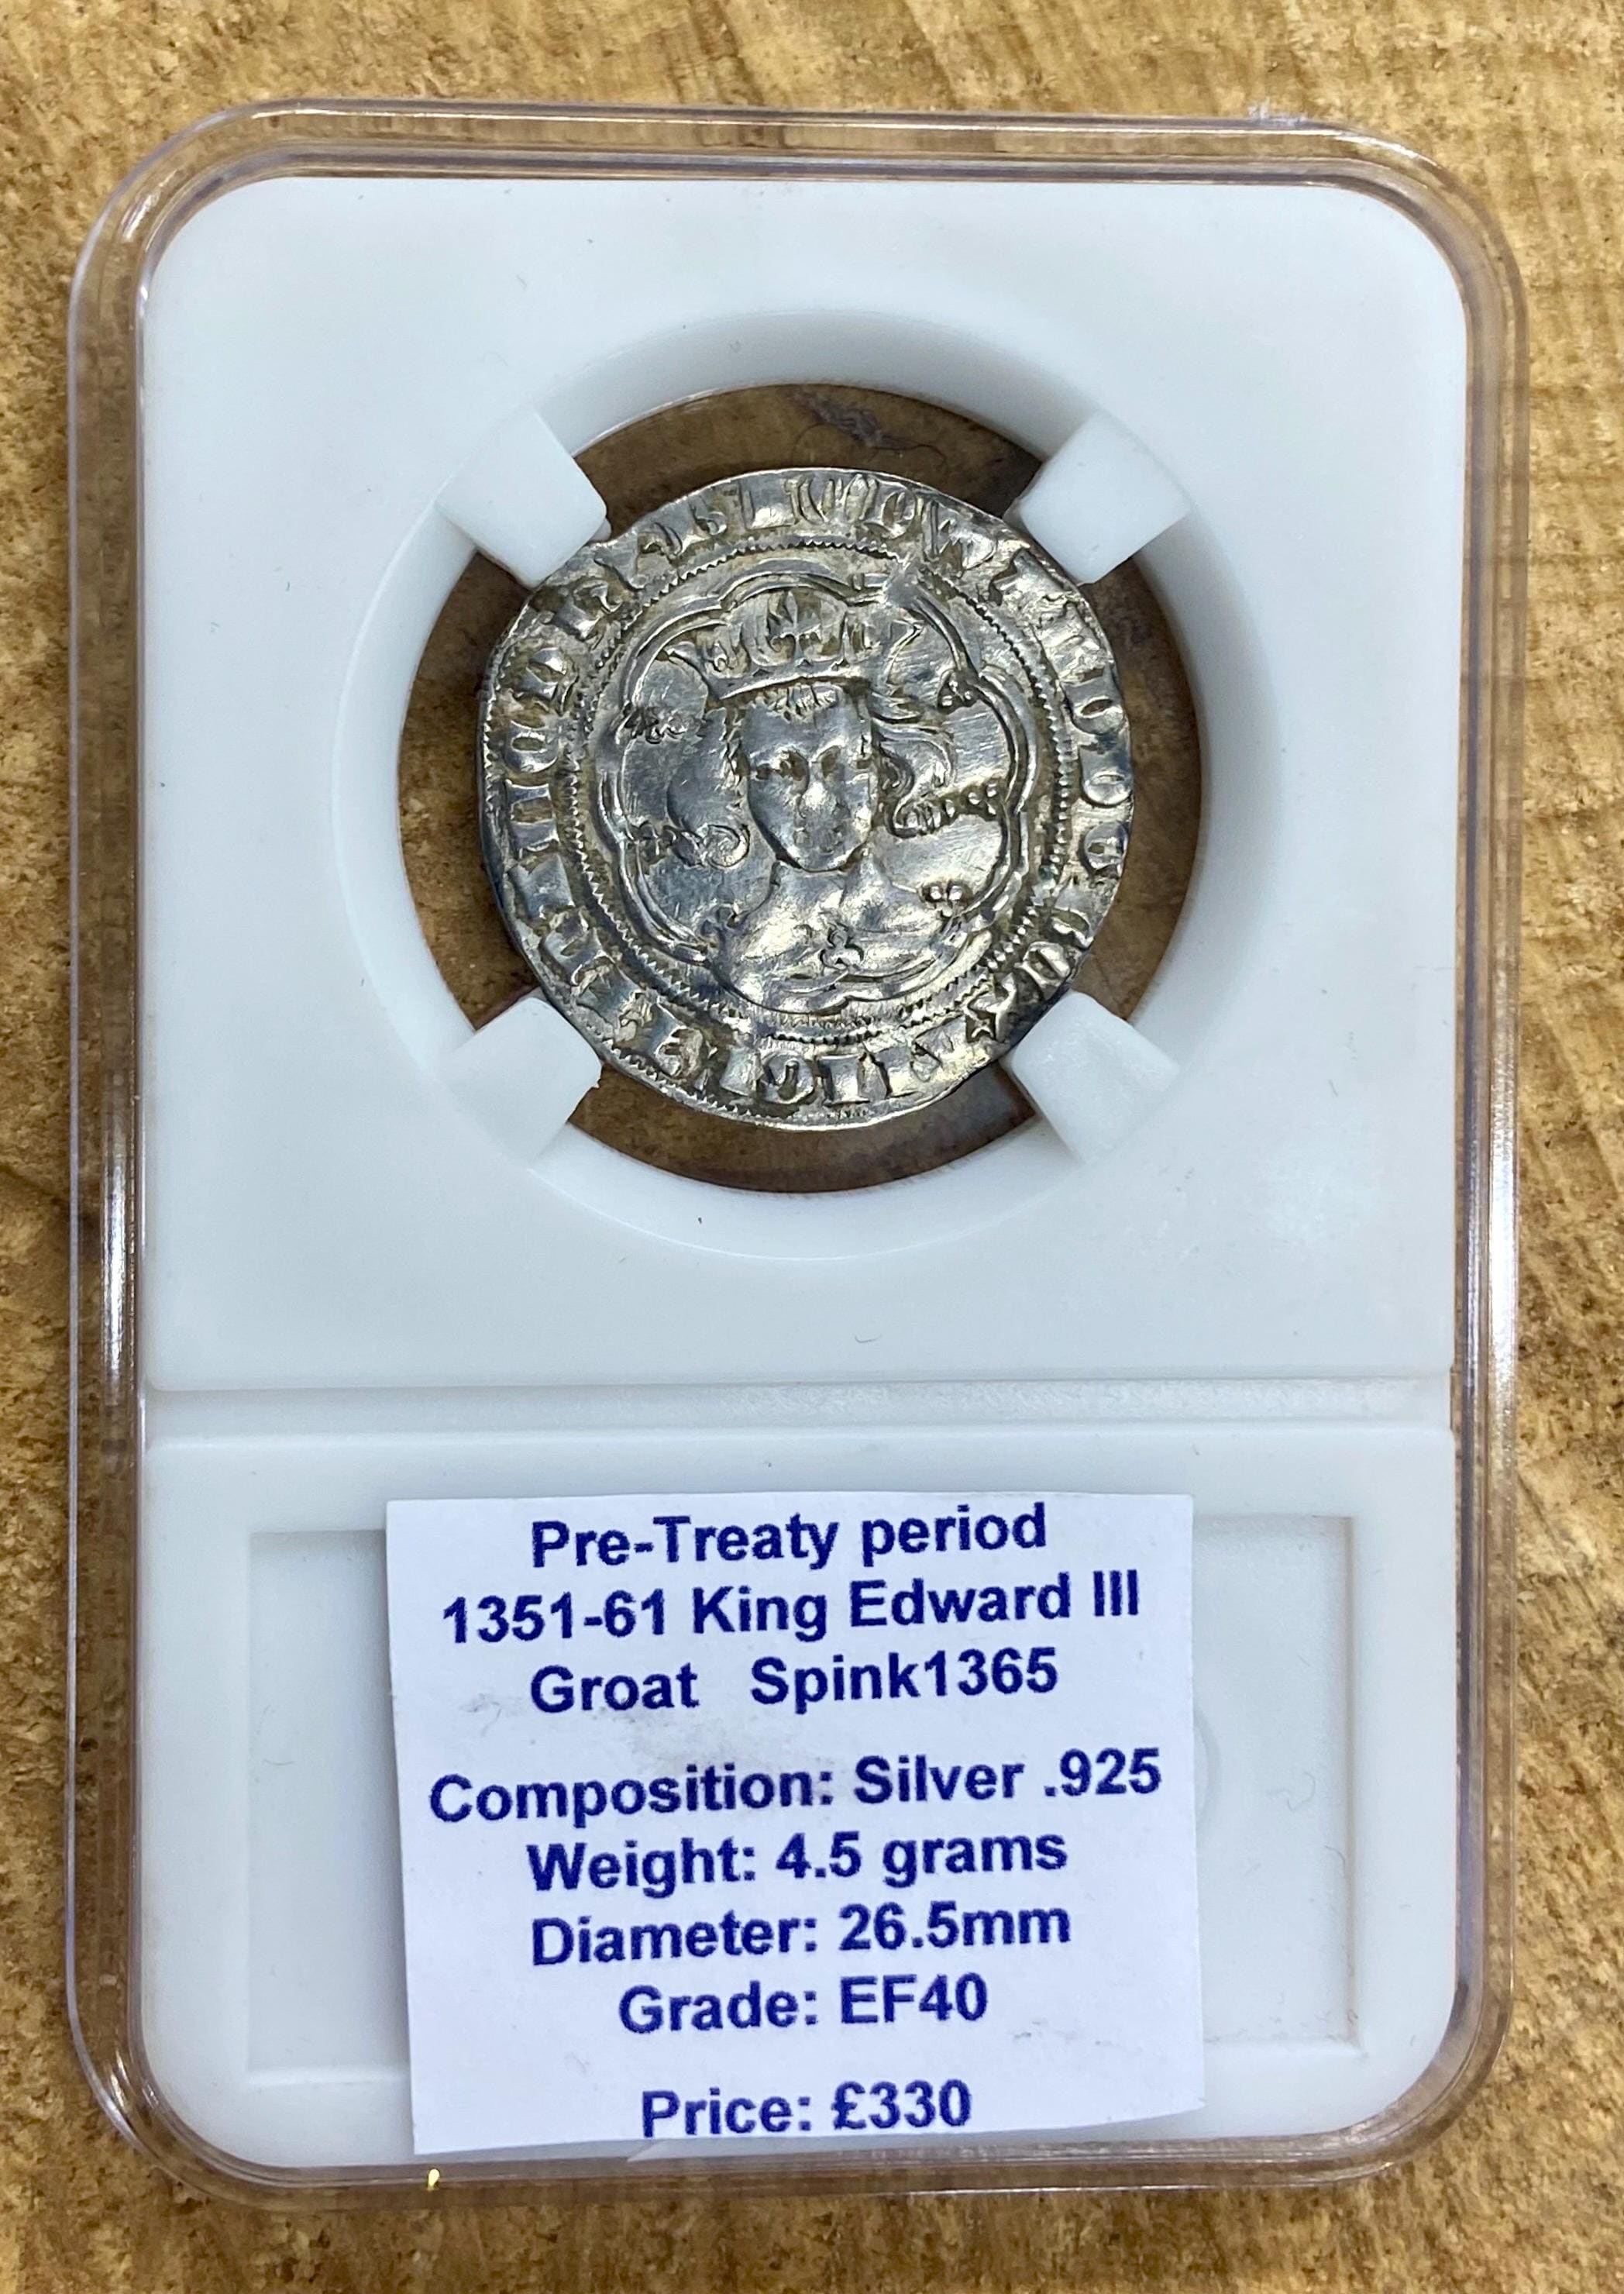 Pre-Treaty period
1351-61 King Edward III
Groat Spink1365
Composition: Silver .925
Weight: 4.5 grams
Diameter: 26.5mm
Grade: EF40
Price: £330